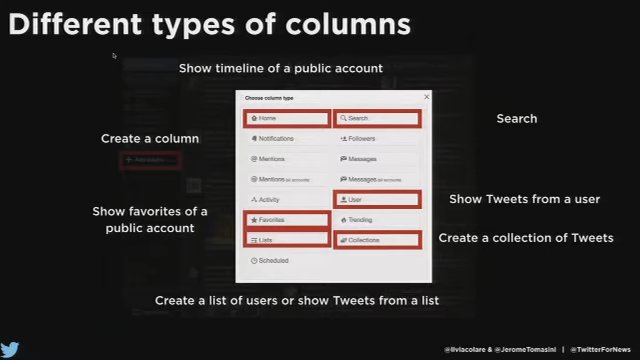 Different types of columns
Show timeline of a public account
Choose column type
Home
Search
Search
Notifications
Followers
Create a column
Mentions
Messages
Add column
Mentions (all accounts)
Messages (all accounts)
Activity
User
Show Tweets from a user
Show favorites of a
public account
Favorites
Trending
Lists
Collections
Create a collection of Tweets
Scheduled
Create a list of users or show Tweets from a list
@liviacolare & @JeromeTomasini | @TwitterForNews